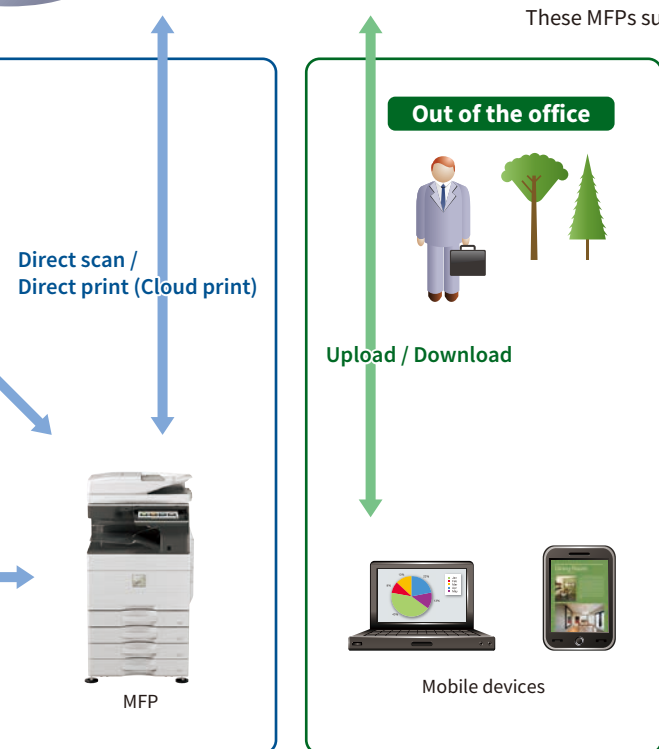 These MFPs su
Out of the office
Direct scan /
Direct print (Cloud print)
Upload / Download
MFP
Mobile devices